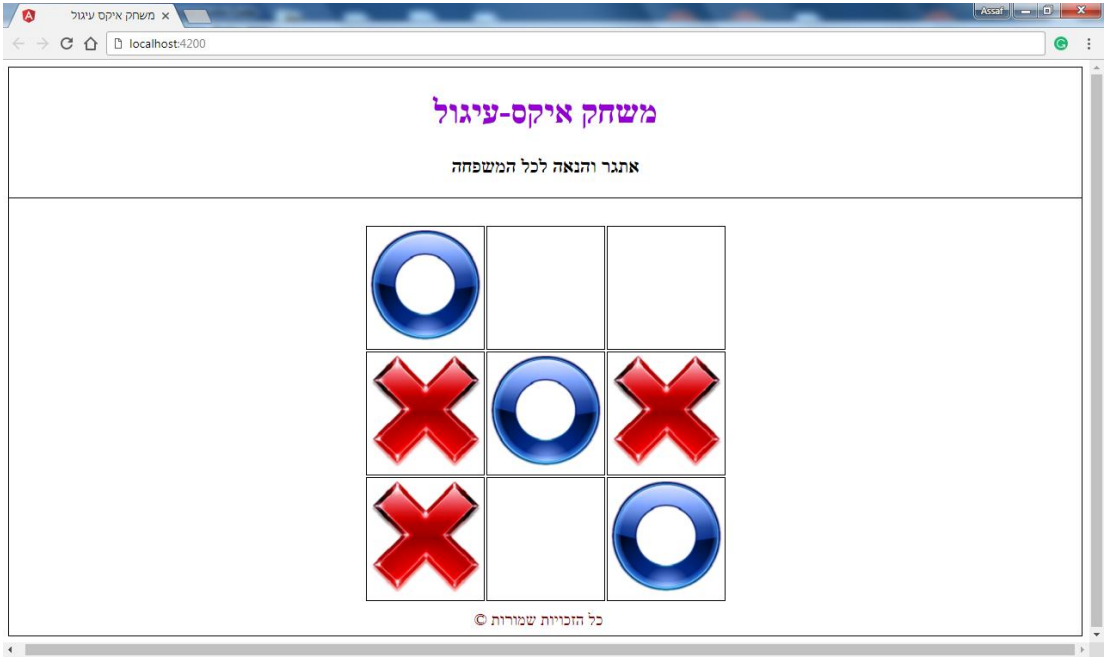 משחק איקס עיגול
Assaf
localhost:4200
משחק איקס-עיגול
אתגר והנאה לכל המשפחה
כל הזכויות שמורות ©